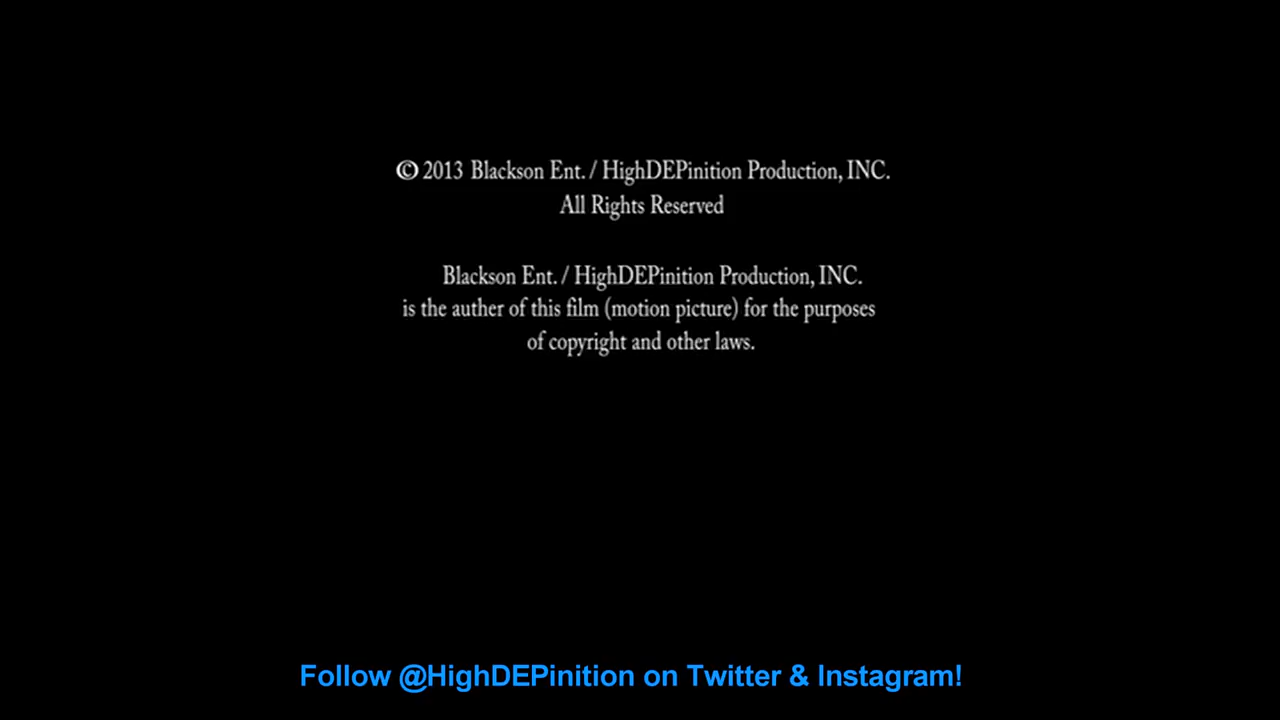 © 2013 Blackson Ent. / HighDEPinition Production, INC.
All Rights Reserved
Blackson Ent. / HighDEPinition Production, INC.
is the auther of this film (motion picture) for the purposes
of copyright and other laws.
Follow @HighDEPinition on Twitter & Instagram!